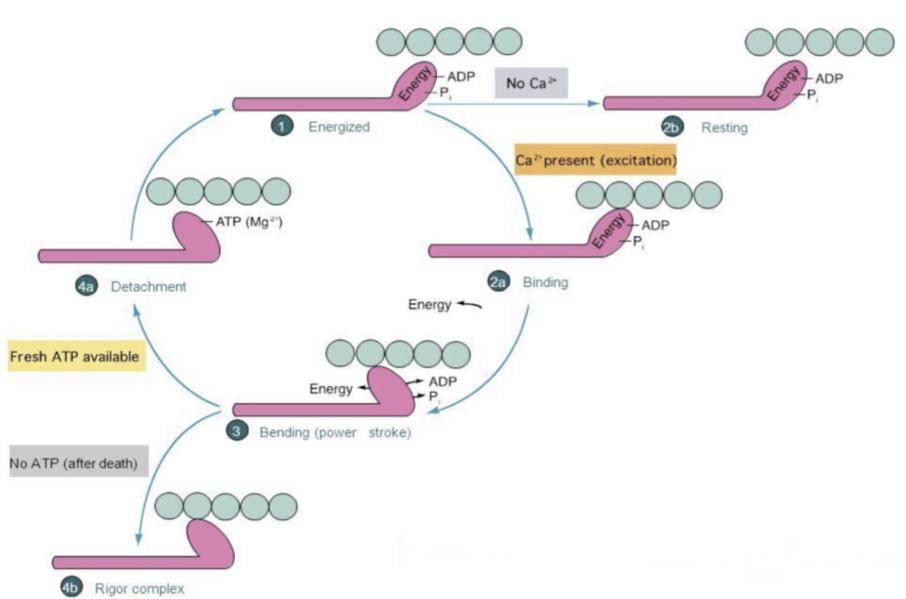 Energy
ADP
Pi
No Ca²⁺
Energy
ADP
Pi
1 Energized
2b Resting
Ca²⁺present (excitation)
ATP (Mg²⁺)
Energy
ADP
Pi
4a Detachment
2a Binding
Energy
Fresh ATP available
Energy
ADP
Pi
3 Bending (power stroke)
No ATP (after death)
4b Rigor complex